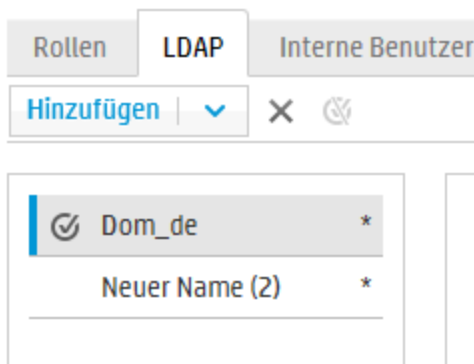 Rollen LDAP Interne Benutzer
Hinzufügen
Dom_de *
Neuer Name (2) *